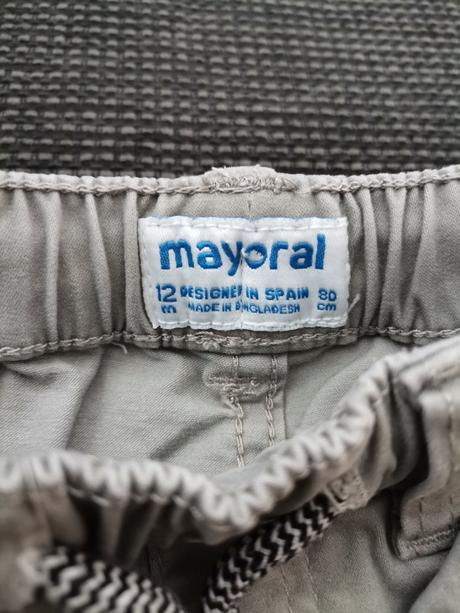 mayoral
12 DESIGNED IN SPAIN 80
m MADE IN BANGLADESH cm